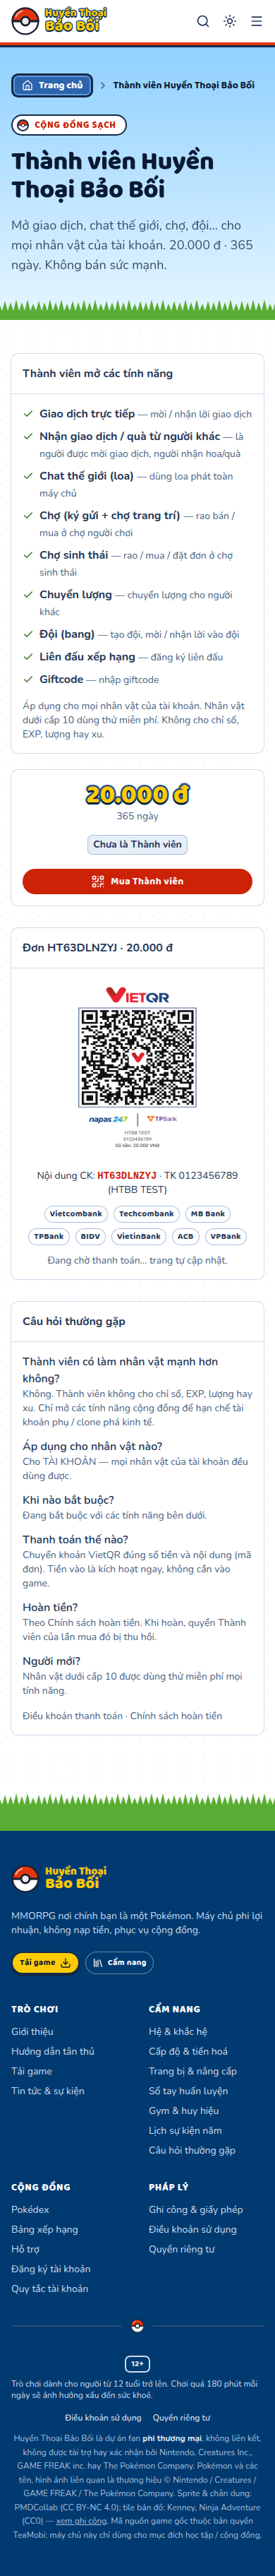 Huyền Thoại
Bảo Bối
Trang chủ
Thành viên Huyền Thoại Bảo Bối
CỘNG ĐỒNG SẠCH
Thành viên Huyền
Thoại Bảo Bối
Mở giao dịch, chat thế giới, chợ, đội... cho
mọi nhân vật của tài khoản. 20.000 đ · 365
ngày. Không bán sức mạnh.
Thành viên mở các tính năng
Giao dịch trực tiếp — mời / nhận lời giao dịch
Nhận giao dịch / quà từ người khác — là
người được mời giao dịch, người nhận hoa/quà
Chat thế giới (loa) — dùng loa phát toàn
máy chủ
Chợ (ký gửi + chợ trang trí) — rao bán /
mua ở chợ người chơi
Chợ sinh thái — rao / mua / đặt đơn ở chợ
sinh thái
Chuyển lượng — chuyển lượng cho người
khác
Đội (bang) — tạo đội, mời / nhận lời vào đội
Liên đấu xếp hạng — đăng ký liên đấu
Giftcode — nhập giftcode
Áp dụng cho mọi nhân vật của tài khoản. Nhân vật
dưới cấp 10 dùng thử miễn phí. Không cho chỉ số,
EXP, lượng hay xu.
20.000 đ
365 ngày
Chưa là Thành viên
Mua Thành viên
Đơn HT63DLNZYJ · 20.000 đ
VIETQR
napas 247
TPBank
HTBB TEST
0123456789
Số tiền: 20.000 VND
Nội dung CK: HT63DLNZYJ · TK 0123456789
(HTBB TEST)
Vietcombank
Techcombank
MB Bank
TPBank
BIDV
VietinBank
ACB
VPBank
Đang chờ thanh toán... trang tự cập nhật.
Câu hỏi thường gặp
Thành viên có làm nhân vật mạnh hơn
không?
Không. Thành viên không cho chỉ số, EXP, lượng hay
xu. Chỉ mở các tính năng cộng đồng để hạn chế tài
khoản phụ / clone phá kinh tế.
Áp dụng cho nhân vật nào?
Cho TÀI KHOẢN — mọi nhân vật của tài khoản đều
dùng được.
Khi nào bắt buộc?
Đang bắt buộc với các tính năng bên dưới.
Thanh toán thế nào?
Chuyển khoản VietQR đúng số tiền và nội dung (mã
đơn). Tiền vào là kích hoạt ngay, không cần vào
game.
Hoàn tiền?
Theo Chính sách hoàn tiền. Khi hoàn, quyền Thành
viên của lần mua đó bị thu hồi.
Người mới?
Nhân vật dưới cấp 10 được dùng thử miễn phí mọi
tính năng.
Điều khoản thanh toán · Chính sách hoàn tiền
Huyền Thoại
Bảo Bối
MMORPG nơi chính bạn là một Pokémon. Máy chủ phi lợi
nhuận, không nạp tiền, phục vụ cộng đồng.
Tải game
Cẩm nang
TRÒ CHƠI
Giới thiệu
Hướng dẫn tân thủ
Tải game
Tin tức & sự kiện
CẨM NANG
Hệ & khắc hệ
Cấp độ & tiến hoá
Trang bị & nâng cấp
Sổ tay huấn luyện
Gym & huy hiệu
Lịch sự kiện năm
Câu hỏi thường gặp
CỘNG ĐỒNG
Pokédex
Bảng xếp hạng
Hỗ trợ
Đăng ký tài khoản
Quy tắc tài khoản
PHÁP LÝ
Ghi công & giấy phép
Điều khoản sử dụng
Quyền riêng tư
12+
Trò chơi dành cho người từ 12 tuổi trở lên. Chơi quá 180 phút mỗi
ngày sẽ ảnh hưởng xấu đến sức khoẻ.
Điều khoản sử dụng
Quyền riêng tư
Huyền Thoại Bảo Bối là dự án fan phi thương mại, không liên kết,
không được tài trợ hay xác nhận bởi Nintendo, Creatures Inc.,
GAME FREAK inc. hay The Pokémon Company. Pokémon và các
tên, hình ảnh liên quan là thương hiệu © Nintendo / Creatures /
GAME FREAK / The Pokémon Company. Sprite & chân dung:
PMDCollab (CC BY-NC 4.0); tile bản đồ: Kenney, Ninja Adventure
(CC0) — xem ghi công. Mã nguồn game gốc thuộc bản quyền
TeaMobi; máy chủ này chỉ dùng cho mục đích học tập / cộng đồng.